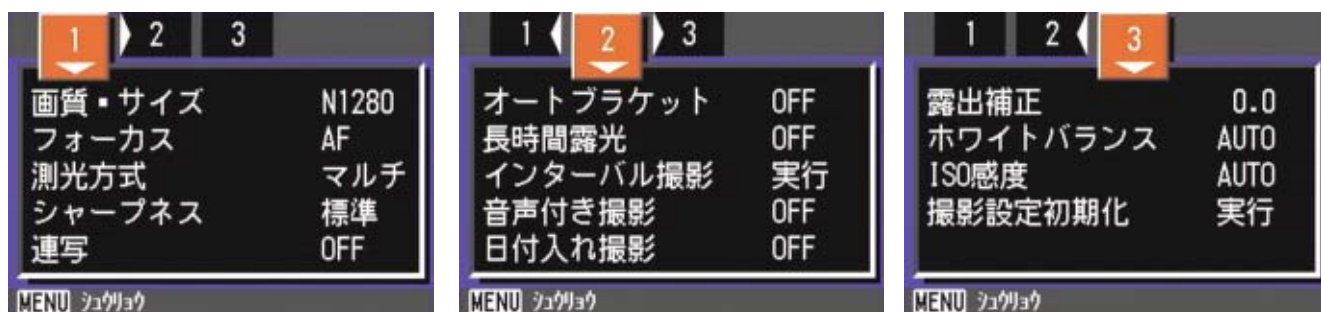 1 2 3
画質・サイズ N1280
フォーカス AF
測光方式 マルチ
シャープネス 標準
連写 OFF
MENU シュウリョウ
1 2 3
オートブラケット OFF
長時間露光 OFF
インターバル撮影 実行
音声付き撮影 OFF
日付入れ撮影 OFF
MENU シュウリョウ
1 2 3
露出補正 0.0
ホワイトバランス AUTO
ISO感度 AUTO
撮影設定初期化 実行
MENU シュウリョウ